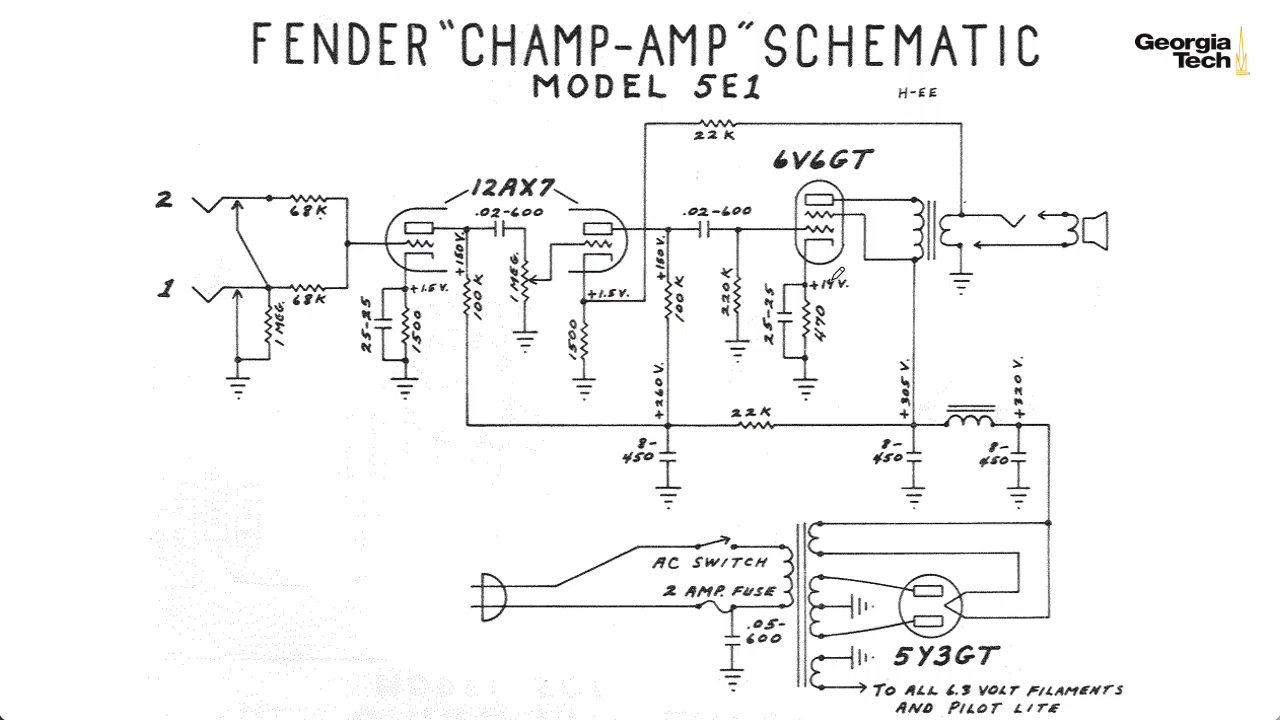 FENDER "CHAMP-AMP" SCHEMATIC
MODEL 5E1
H-EE
Georgia
Tech
22K
6V6GT
12AX7
2
68K
.02-600
.02-600
+150V.
+150V.
1
68K
1 MEG.
25-25
+1.5V.
1500
100K
1 MEG.
+1.5V.
1500
100K
220K
25-25
470
+260V.
22K
+305V.
+320V.
8-
450
8-
450
8-
450
AC SWITCH
2 AMP. FUSE
.05-
600
5Y3GT
TO ALL 6.3 VOLT FILAMENTS
AND PILOT LITE